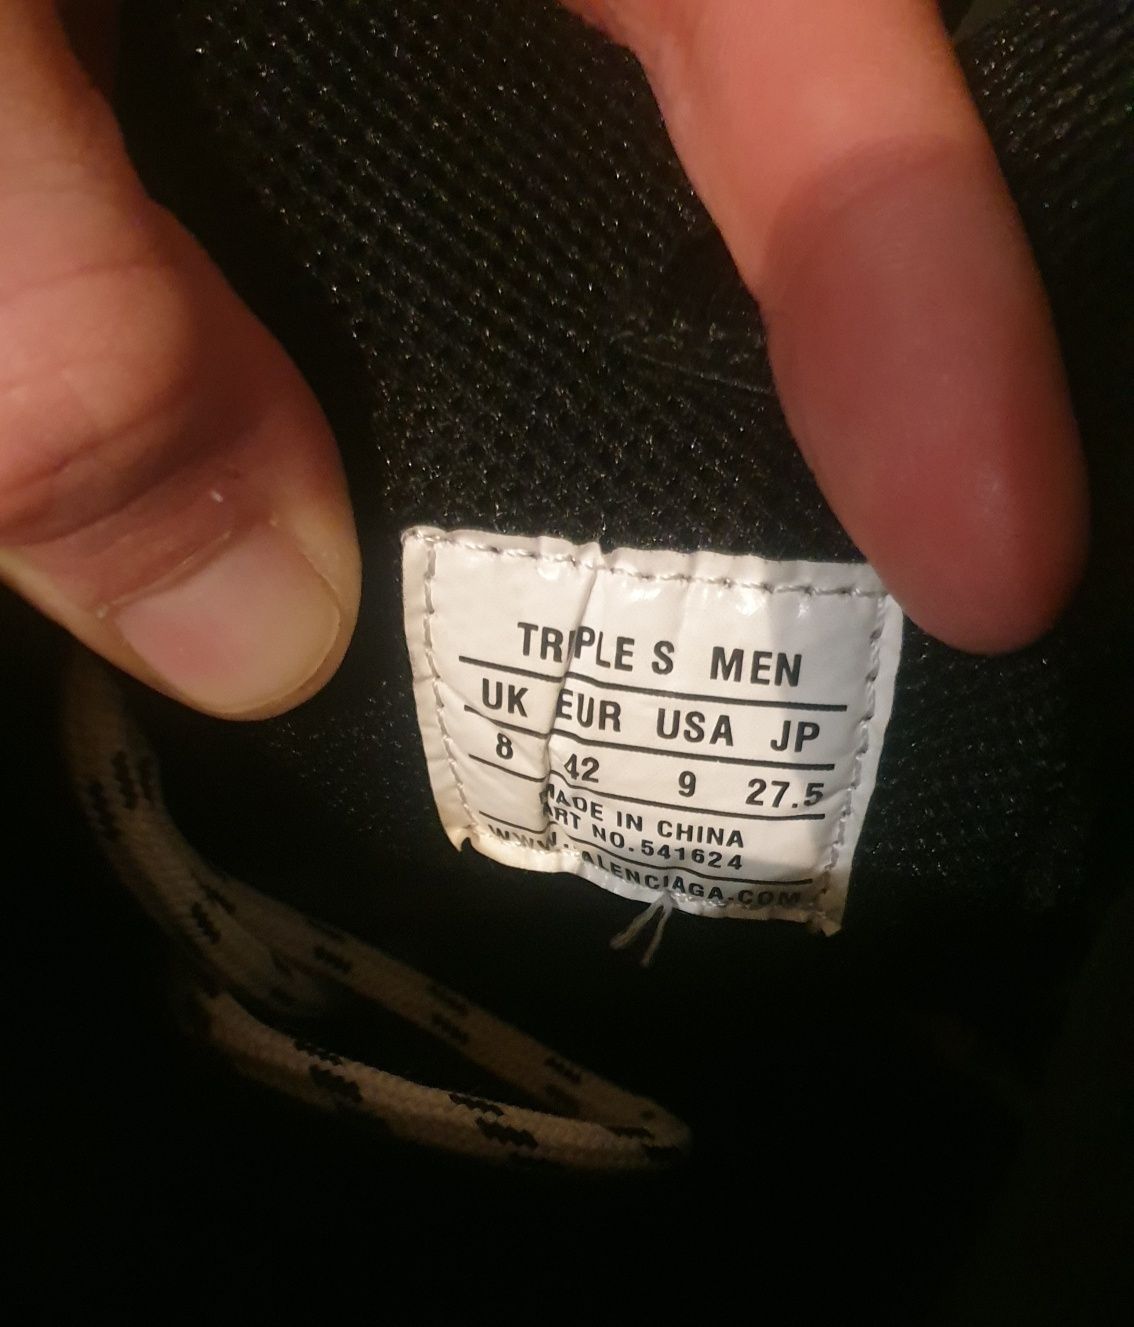 TRIPLE S MEN
UK EUR USA JP
8 42 9 27.5
MADE IN CHINA
ART NO. 541624
WWW.BALENCIAGA.COM